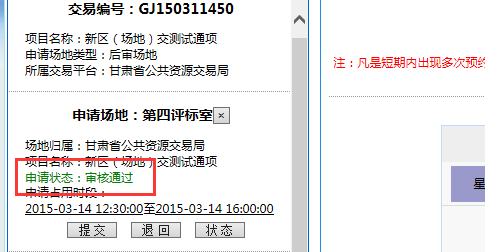 交易编号：GJ150311450
项目名称：新区（场地）交测试通项
申请场地类型：后审场地
所属交易平台：甘肃省公共资源交易局
注：凡是短期内出现多次预约
申请场地：第四评标室
场地归属：甘肃省公共资源交易局
项目名称：新区（场地）交测试通项
申请状态：审核通过
申请占用时段：
2015-03-14 12:30:00至2015-03-14 16:00:00
星
提 交 退 回 状 态